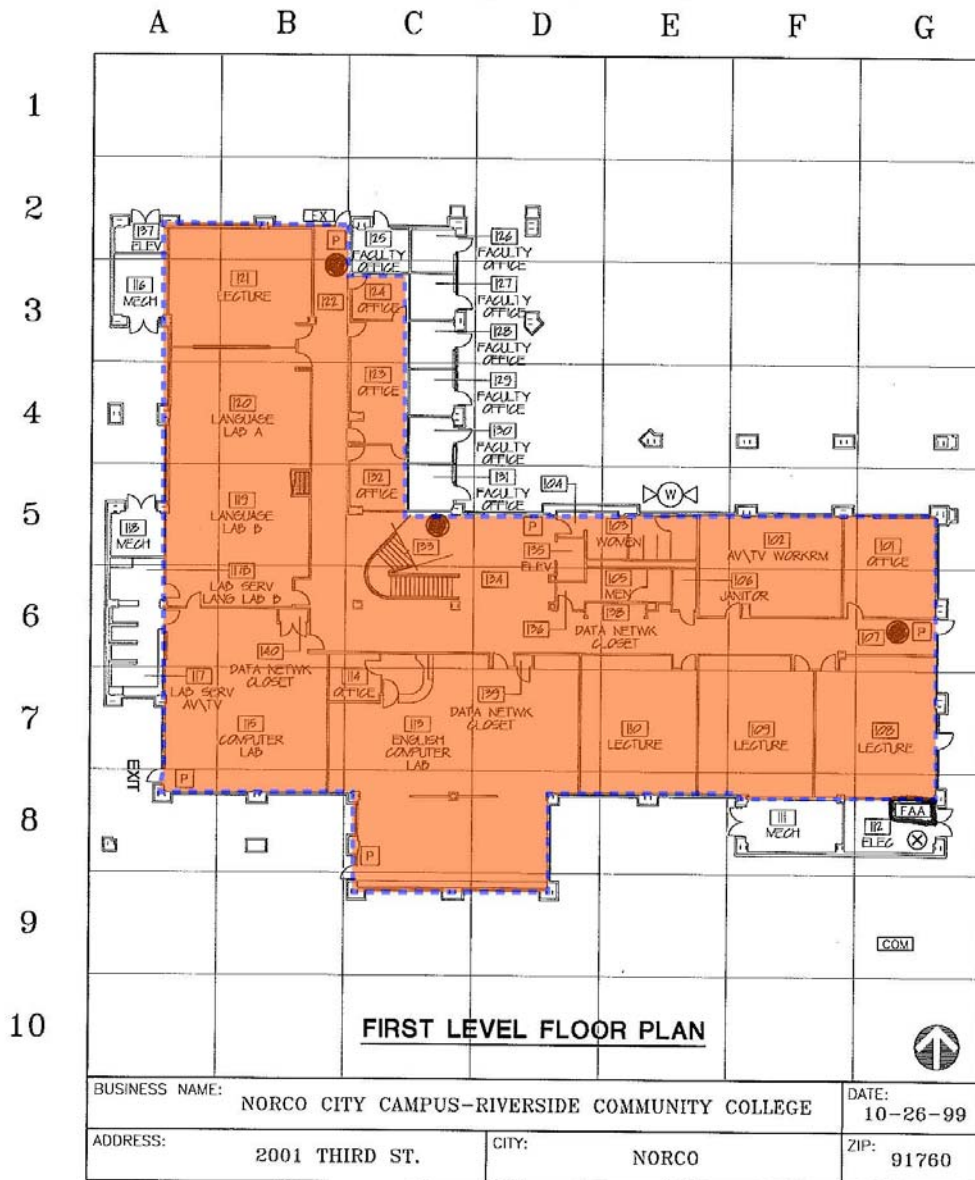 A B C D E F G
1
2
3
4
5
6
7
8
9
10
EX
137
ELEV
P
125
FACULTY
OFFICE
126
FACULTY
OFFICE
116
MECH
121
LECTURE
122
124
OFFICE
127
FACULTY
OFFICE
128
FACULTY
OFFICE
123
OFFICE
129
FACULTY
OFFICE
120
LANGUAGE
LAB A
130
FACULTY
OFFICE
132
OFFICE
131
FACULTY
OFFICE
104
W
119
LANGUAGE
LAB B
118
MECH
133
P
135
ELEV
103
WOMEN
102
AV\TV WORKRM
101
OFFICE
11B
LAB SERV
LANG LAB B
134
105
MEN
106
JANITOR
136
138
DATA NETWK
CLOSET
107
P
140
DATA NETWK
CLOSET
117
LAB SERV
AV\TV
114
OFFICE
139
DATA NETWK
CLOSET
115
COMPUTER
LAB
113
ENGLISH
COMPUTER
LAB
110
LECTURE
109
LECTURE
108
LECTURE
EXIT
P
P
111
MECH
FAA
112
ELEC
COM
FIRST LEVEL FLOOR PLAN
BUSINESS NAME: NORCO CITY CAMPUS-RIVERSIDE COMMUNITY COLLEGE
DATE: 10-26-99
ADDRESS: 2001 THIRD ST.
CITY: NORCO
ZIP: 91760